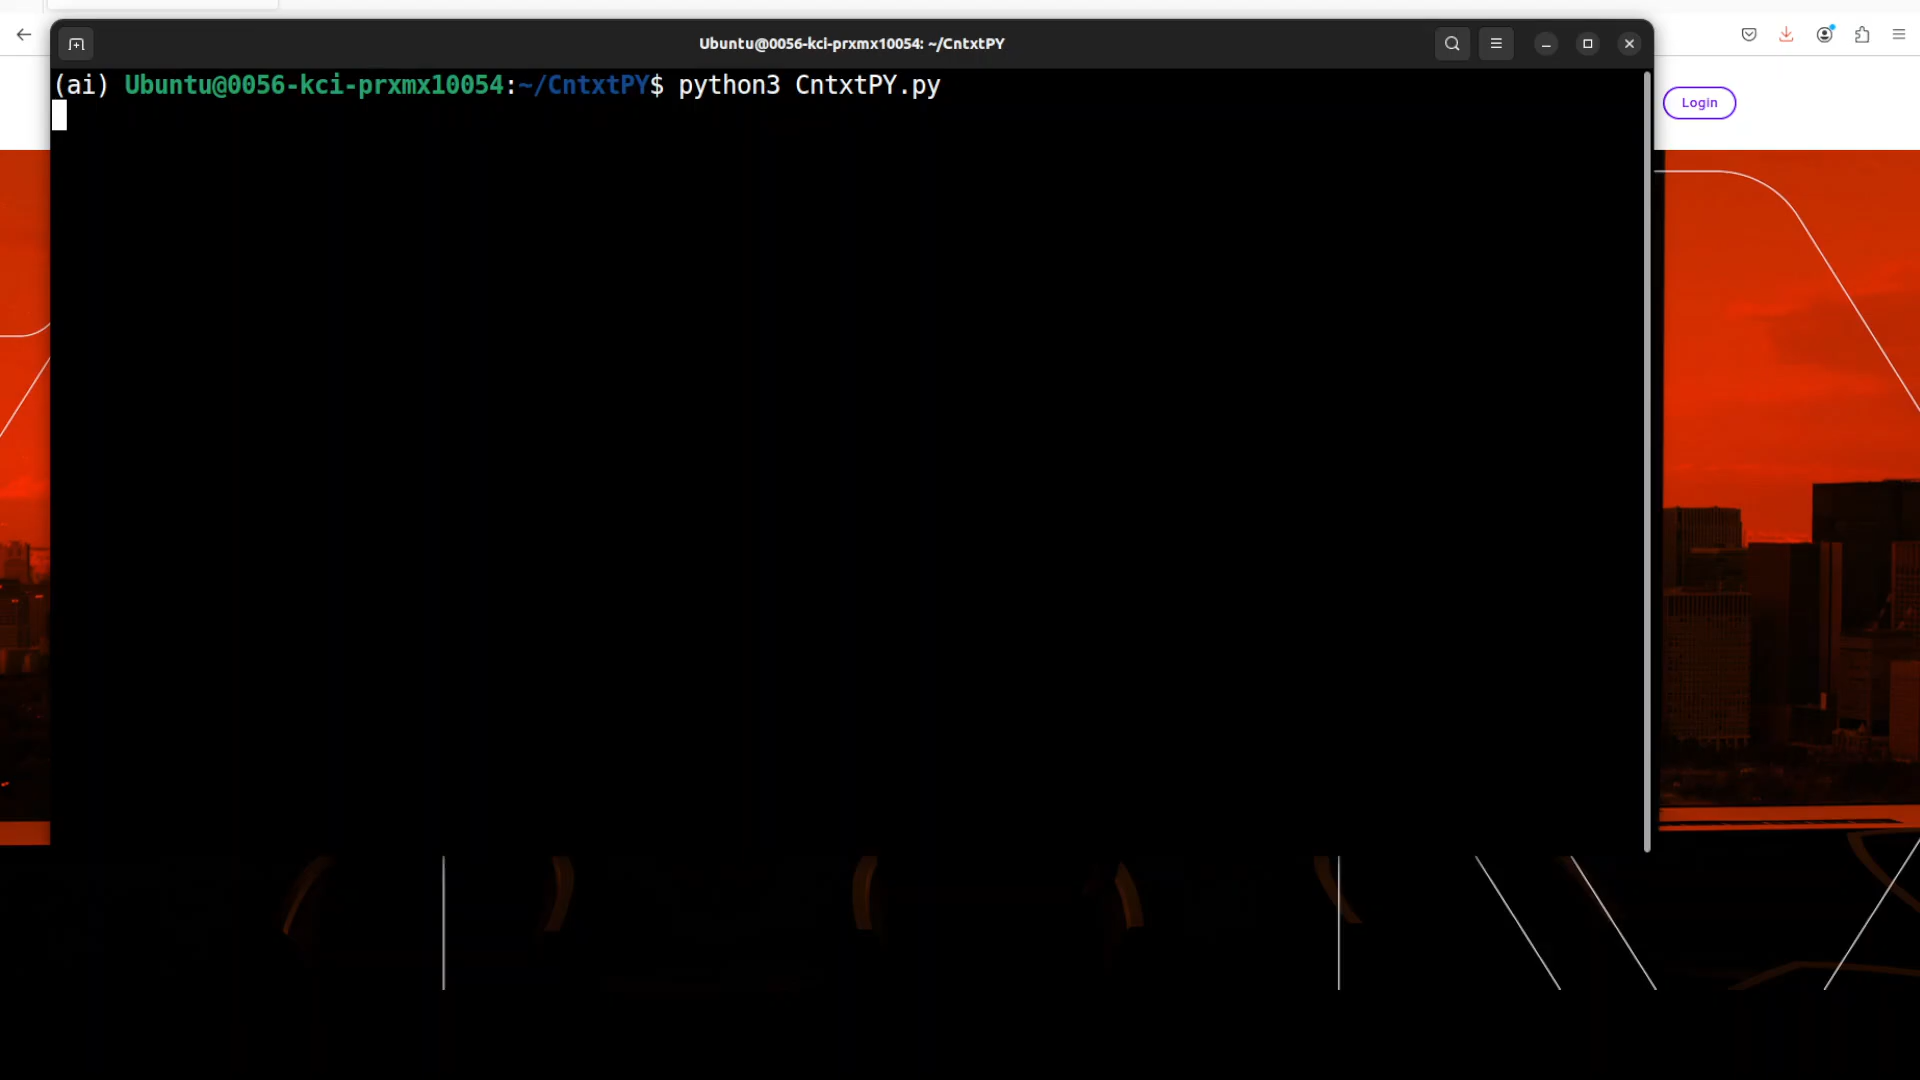 Ubuntu@0056-kci-prxmx10054: ~/CntxtPY
(ai) Ubuntu@0056-kci-prxmx10054:~/CntxtPY$ python3 CntxtPY.py
Login